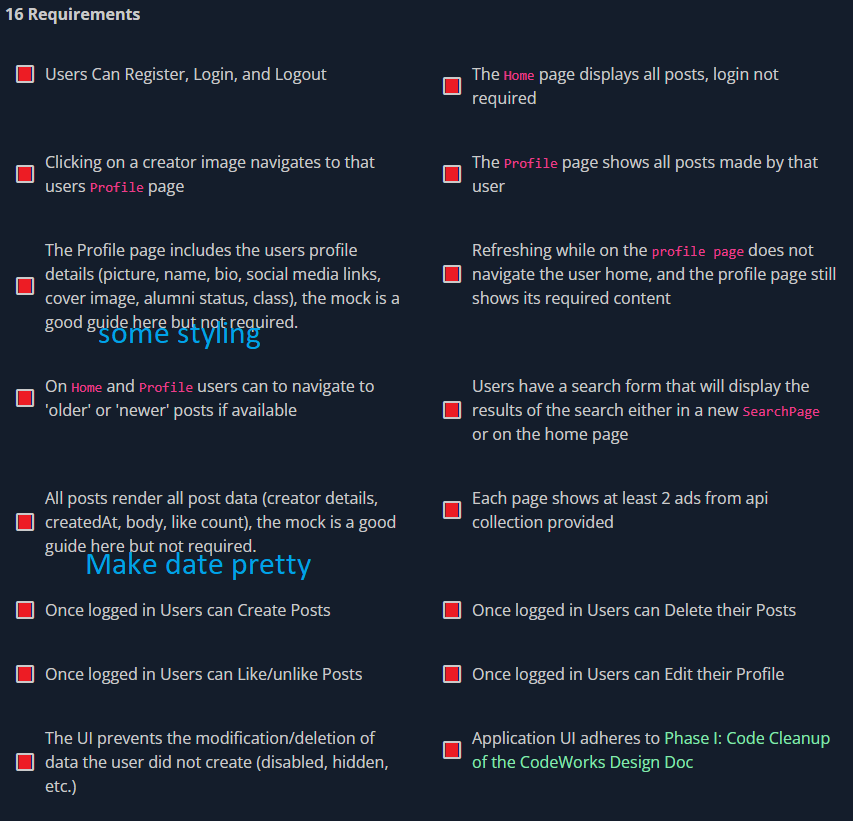 16 Requirements
Users Can Register, Login, and Logout
The Home page displays all posts, login not
required
Clicking on a creator image navigates to that
users Profile page
The Profile page shows all posts made by that
user
The Profile page includes the users profile
details (picture, name, bio, social media links,
cover image, alumni status, class), the mock is a
good guide here but not required.
some styling
Refreshing while on the profile page does not
navigate the user home, and the profile page still
shows its required content
On Home and Profile users can to navigate to
'older' or 'newer' posts if available
Users have a search form that will display the
results of the search either in a new SearchPage
or on the home page
All posts render all post data (creator details,
createdAt, body, like count), the mock is a good
guide here but not required.
Make date pretty
Each page shows at least 2 ads from api
collection provided
Once logged in Users can Create Posts
Once logged in Users can Delete their Posts
Once logged in Users can Like/unlike Posts
Once logged in Users can Edit their Profile
The UI prevents the modification/deletion of
data the user did not create (disabled, hidden,
etc.)
Application UI adheres to Phase I: Code Cleanup
of the CodeWorks Design Doc